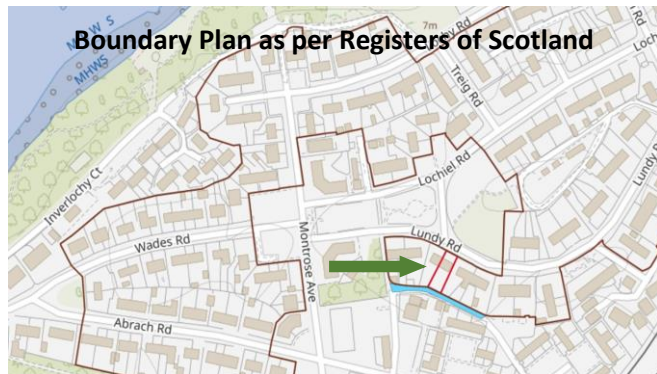 Boundary Plan as per Registers of Scotland
7m
MHWS
Treig Rd
Lochiel Rd
Inverlochy Ct
Lundy Rd
Lundy Rd
Wades Rd
Montrose Ave
Abrach Rd